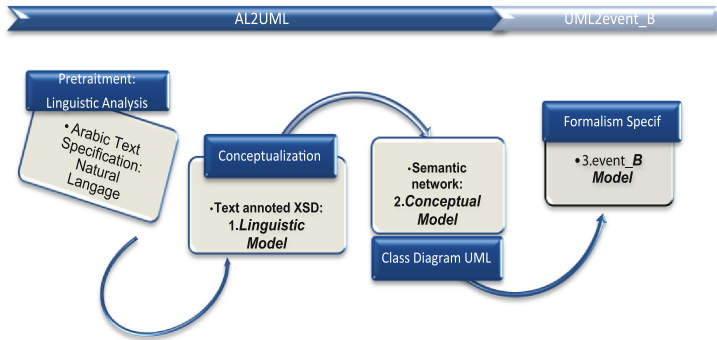 AL2UML
UML2event_B
Pretraitment:
Linguistic Analysis
•Arabic Text
Specification:
Natural
Langage
Conceptualization
•Text annoted XSD:
1.Linguistic
Model
•Semantic
network:
2.Conceptual
Model
Class Diagram UML
Formalism Specif
•3.event_B
Model